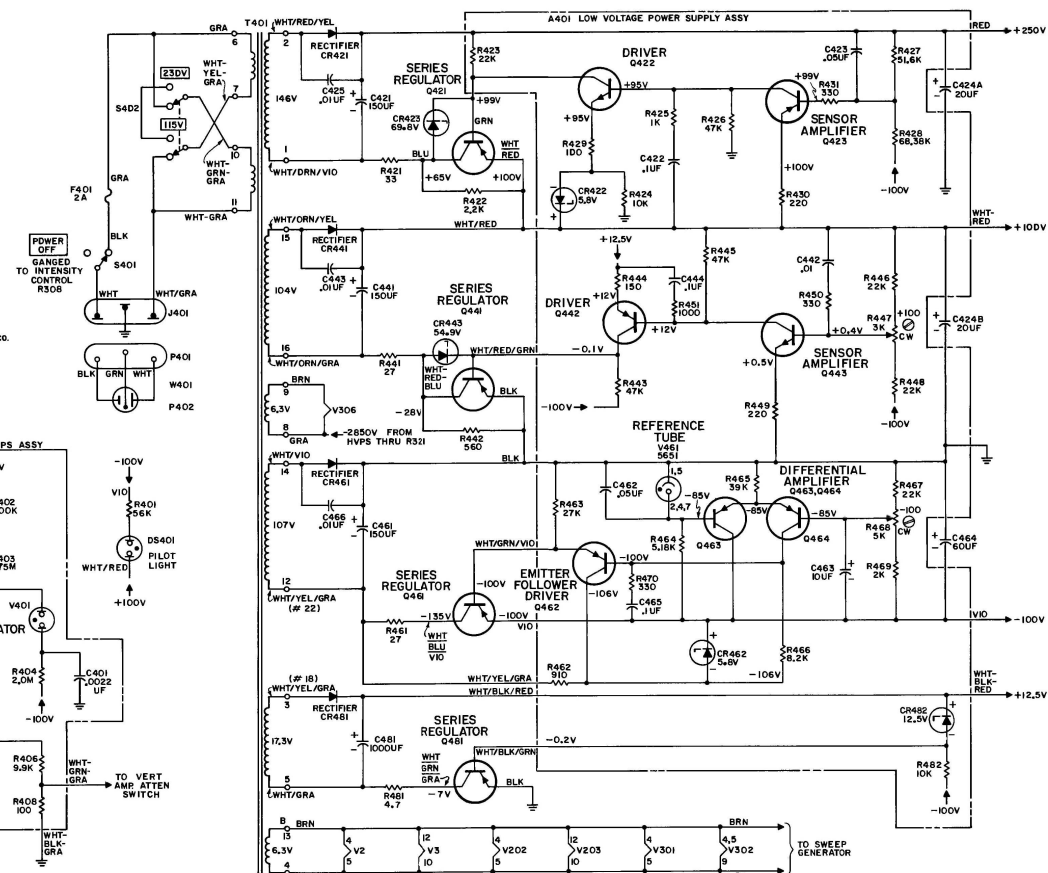 A401 LOW VOLTAGE POWER SUPPLY ASSY
T401
GRA
6
WHT/RED/YEL
2
RECTIFIER
CR421
RED
+250V
230V
S402
115V
WHT-
YEL-
GRA
7
10
WHT-
GRN-
GRA
11
WHT-GRA
146V
C425
.01UF
C421
150UF
+
-
1
WHT/ORN/VIO
R423
22K
SERIES
REGULATOR
Q421
+99V
CR423
69.8V
GRN
BLU
WHT
RED
R421
33
+65V
+100V
R422
2.2K
WHT/RED
DRIVER
Q422
+95V
+95V
R429
100
CR422
5.8V
+
R424
10K
R425
1K
C422
.1UF
R426
47K
+99V
R431
330
SENSOR
AMPLIFIER
Q423
+100V
R430
220
C423
.05UF
R427
51.6K
R428
68.38K
-100V
+
-
C424A
20UF
WHT-
RED
+100V
F401
2A
GRA
BLK
POWER
OFF
GANGED
TO INTENSITY
CONTROL
R308
S401
WHT
WHT/GRA
J401
CO.
P401
BLK
GRN
WHT
W401
P402
WHT/ORN/YEL
15
RECTIFIER
CR441
104V
C443
.01UF
C441
150UF
+
-
16
WHT/ORN/GRA
R441
27
SERIES
REGULATOR
Q441
CR443
54.9V
WHT/RED/GRN
-0.1V
WHT-
RED-
BLU
BLK
-28V
R442
560
BLK
+12.5V
R444
150
C444
.1UF
R451
1000
R445
47K
DRIVER
Q442
+12V
+12V
R443
47K
-100V
C442
.01
R450
330
+0.4V
SENSOR
AMPLIFIER
Q443
+0.5V
R449
220
R446
22K
R447
3K
+100
CW
R448
22K
-100V
+
-
C424B
20UF
BRN
9
6.3V
V306
8
GRA
-2850V FROM
HVPS THRU R321
PS ASSY
V
402
00K
403
75M
V401
ATOR
R404
2.0M
-100V
C401
.0022
UF
R406
9.9K
R408
100
WHT-
GRN-
GRA
TO VERT
AMP. ATTEN
SWITCH
WHT-
BLK-
GRA
-100V
VIO
R401
56K
DS401
PILOT
LIGHT
WHT/RED
+100V
WHT/VIO
14
RECTIFIER
CR461
107V
C466
.01UF
C461
150UF
+
-
12
WHT/YEL/GRA
(# 22)
R461
27
SERIES
REGULATOR
Q461
WHT/GRN/VIO
-100V
-135V
WHT
BLU
VIO
-100V
VIO
R463
27K
EMITTER
FOLLOWER
DRIVER
Q462
-106V
-100V
R470
330
C465
.1UF
R462
910
WHT/YEL/GRA
C462
.05UF
REFERENCE
TUBE
V461
5651
1,5
2,4,7
-85V
R464
5.18K
Q463
R465
39K
-85V
DIFFERENTIAL
AMPLIFIER
Q463,Q464
-85V
Q464
C463
10UF
+
-
R467
22K
R468
5K
-100
CW
R469
2K
+
-
C464
60UF
VIO
-100V
+
CR462
5.8V
R466
8.2K
-106V
(# 18)
WHT/YEL/GRA
3
RECTIFIER
CR481
WHT/BLK/RED
WHT-
BLK-
RED
+12.5V
17.3V
C481
1000UF
+
-
5
WHT/GRA
R481
4.7
SERIES
REGULATOR
Q481
WHT/BLK/GRN
-0.2V
WHT
GRN
GRA
-7V
BLK
CR482
12.5V
+
R482
10K
-100V
B
13
BRN
6.3V
4
4
V2
5
12
V3
10
4
V202
5
12
V203
10
4
V301
5
4,5
V302
9
BRN
TO SWEEP
GENERATOR